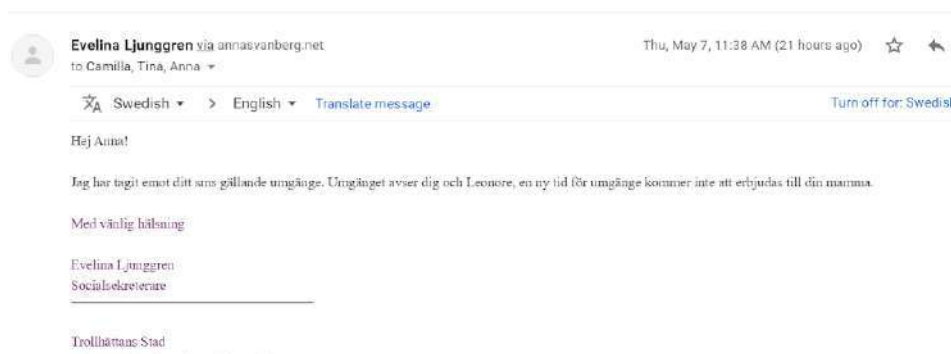 Evelina Ljunggren via annasvanberg.net Thu, May 7, 11:38 AM (21 hours ago)
to Camilla, Tina, Anna
Swedish > English Translate message Turn off for: Swedish
Hej Anna!
Jag har tagit emot ditt sms gällande umgänge. Umgänget avser dig och Leonore, en ny tid för umgänge kommer inte att erbjudas till din mamma.
Med vänlig hälsning
Evelina Ljunggren
Socialsekreterare
Trollhättans Stad